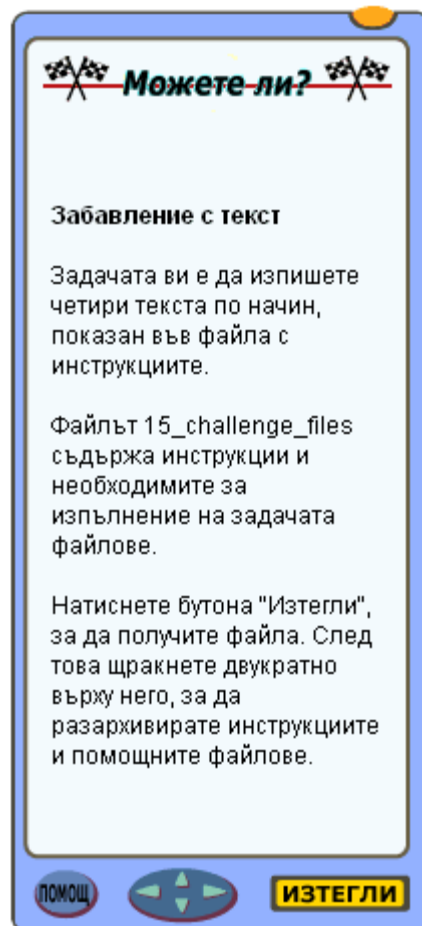 Можете ли?
Забавление с текст
Задачата ви е да изпишете
четири текста по начин,
показан във файла с
инструкциите.
Файлът 15_challenge_files
съдържа инструкции и
необходимите за
изпълнение на задачата
файлове.
Натиснете бутона "Изтегли",
за да получите файла. След
това щракнете двукратно
върху него, за да
разархивирате инструкциите
и помощните файлове.
ПОМОЩ
ИЗТЕГЛИ